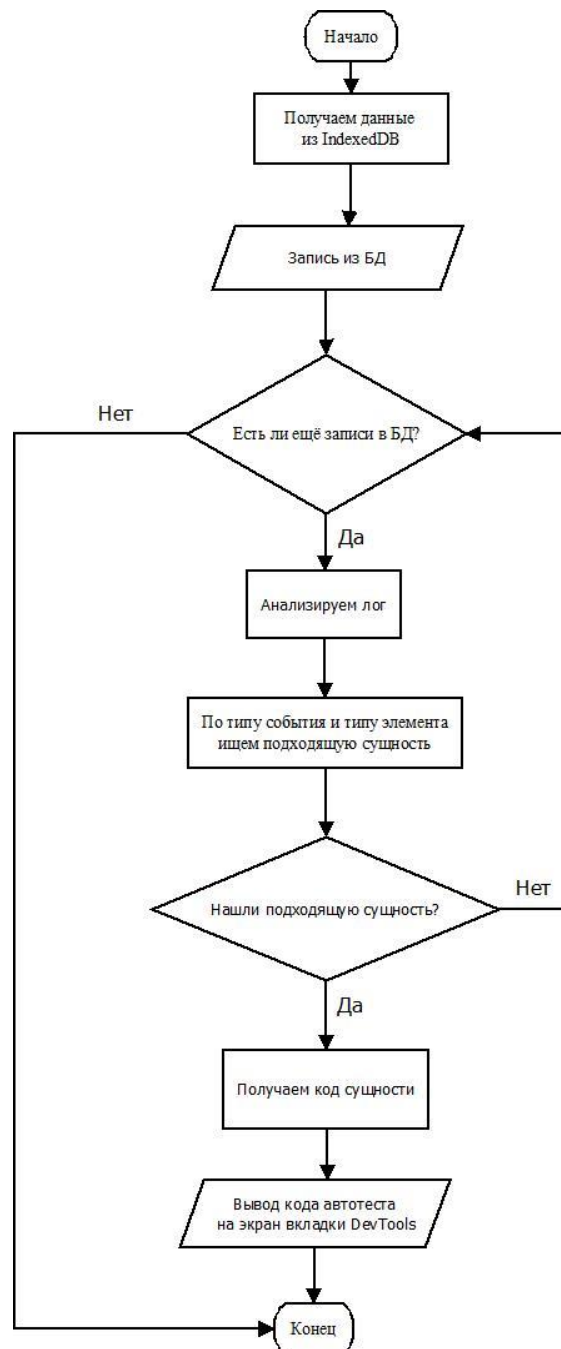 Начало
Получаем данные
из IndexedDB
Запись из БД
Нет
Есть ли ещё записи в БД?
Да
Анализируем лог
По типу события и типу элемента
ищем подходящую сущность
Нашли подходящую сущность?
Нет
Да
Получаем код сущности
Вывод кода автотеста
на экран вкладки DevTools
Конец